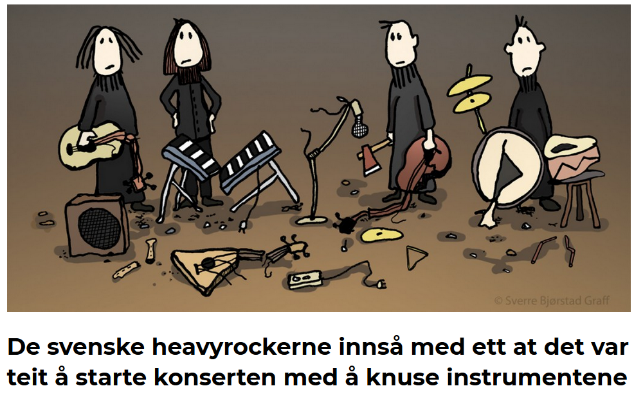 © Sverre Bjørstad Graff
De svenske heavyrockerne innså med ett at det var
teit å starte konserten med å knuse instrumentene